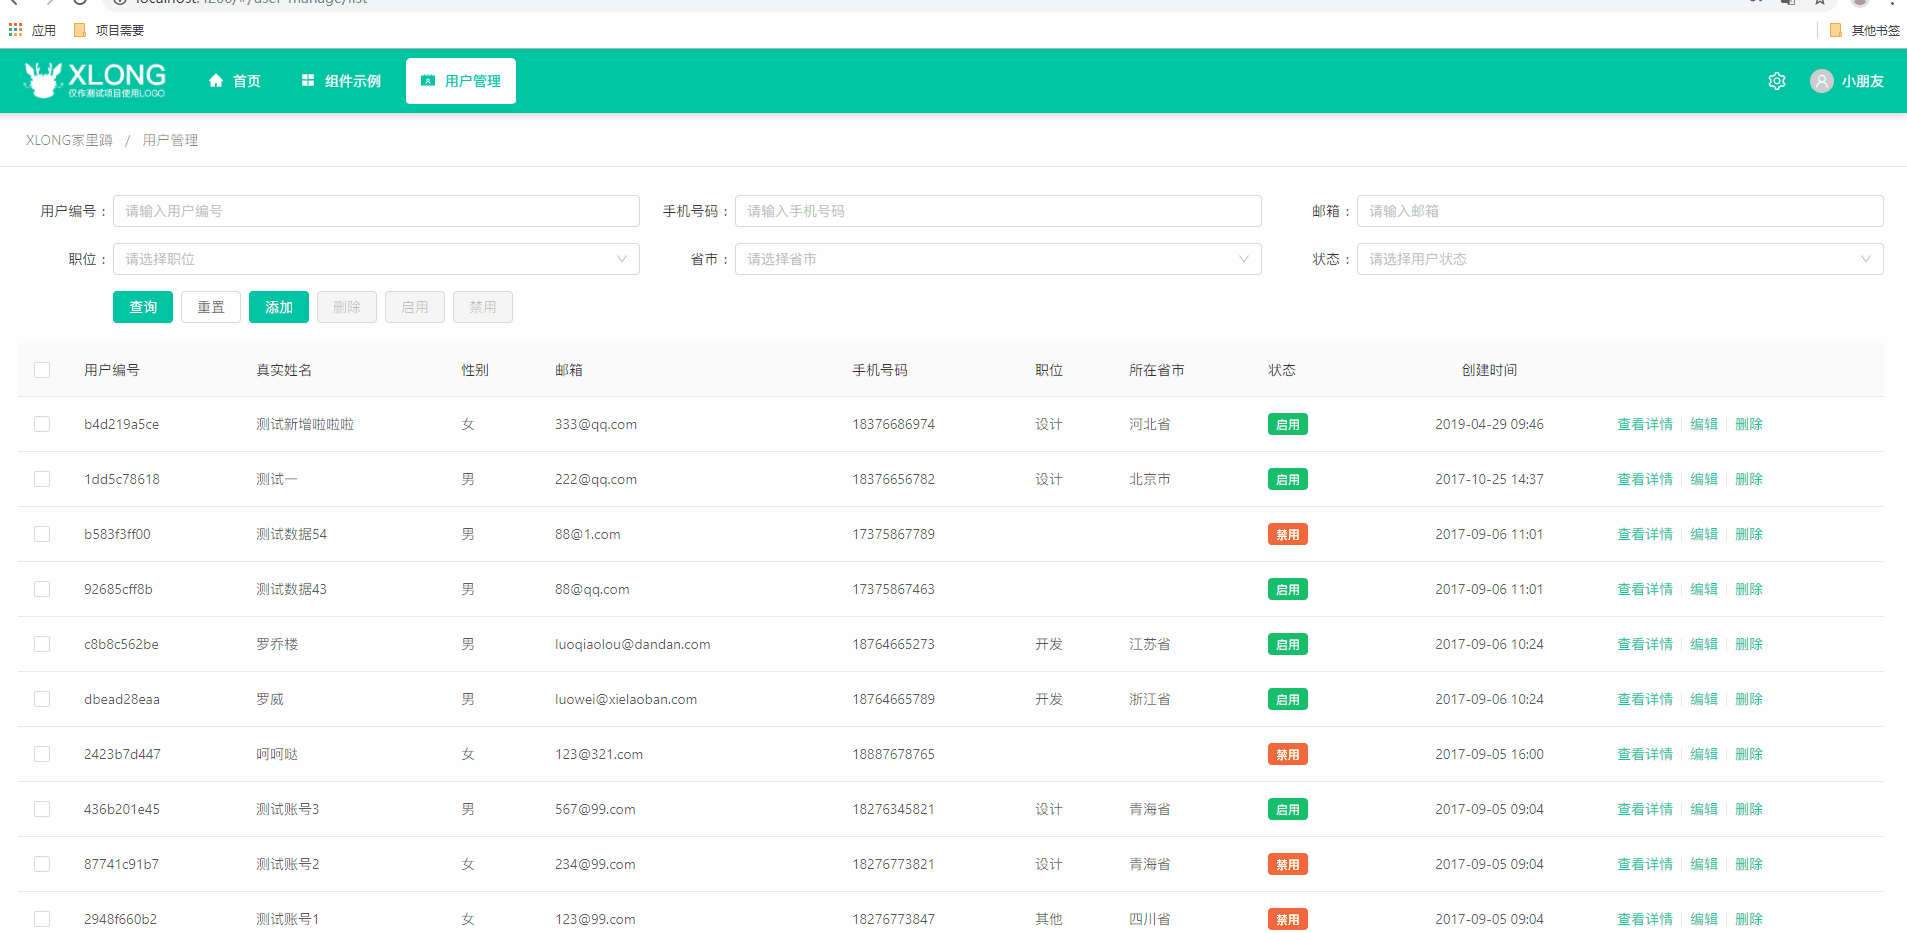 localhost:4200/#/user-manage/list
应用 项目需要 其他书签
XLONG 仅作测试项目使用LOGO 首页 组件示例 用户管理 小朋友
XLONG家里蹲 / 用户管理
用户编号： 请输入用户编号 手机号码： 请输入手机号码 邮箱： 请输入邮箱
职位： 请选择职位 省市： 请选择省市 状态： 请选择用户状态
查询 重置 添加 删除 启用 禁用
用户编号 真实姓名 性别 邮箱 手机号码 职位 所在省市 状态 创建时间
b4d219a5ce 测试新增啦啦啦 女 333@qq.com 18376686974 设计 河北省 启用 2019-04-29 09:46 查看详情 编辑 删除
1dd5c78618 测试一 男 222@qq.com 18376656782 设计 北京市 启用 2017-10-25 14:37 查看详情 编辑 删除
b583f3ff00 测试数据54 男 88@1.com 17375867789 禁用 2017-09-06 11:01 查看详情 编辑 删除
92685cff8b 测试数据43 男 88@qq.com 17375867463 启用 2017-09-06 11:01 查看详情 编辑 删除
c8b8c562be 罗乔楼 男 luoqiaolou@dandan.com 18764665273 开发 江苏省 启用 2017-09-06 10:24 查看详情 编辑 删除
dbead28eaa 罗威 男 luowei@xielaoban.com 18764665789 开发 浙江省 启用 2017-09-06 10:24 查看详情 编辑 删除
2423b7d447 呵呵哒 女 123@321.com 18887678765 禁用 2017-09-05 16:00 查看详情 编辑 删除
436b201e45 测试账号3 男 567@99.com 18276345821 设计 青海省 启用 2017-09-05 09:04 查看详情 编辑 删除
87741c91b7 测试账号2 女 234@99.com 18276773821 设计 青海省 禁用 2017-09-05 09:04 查看详情 编辑 删除
2948f660b2 测试账号1 女 123@99.com 18276773847 其他 四川省 禁用 2017-09-05 09:04 查看详情 编辑 删除